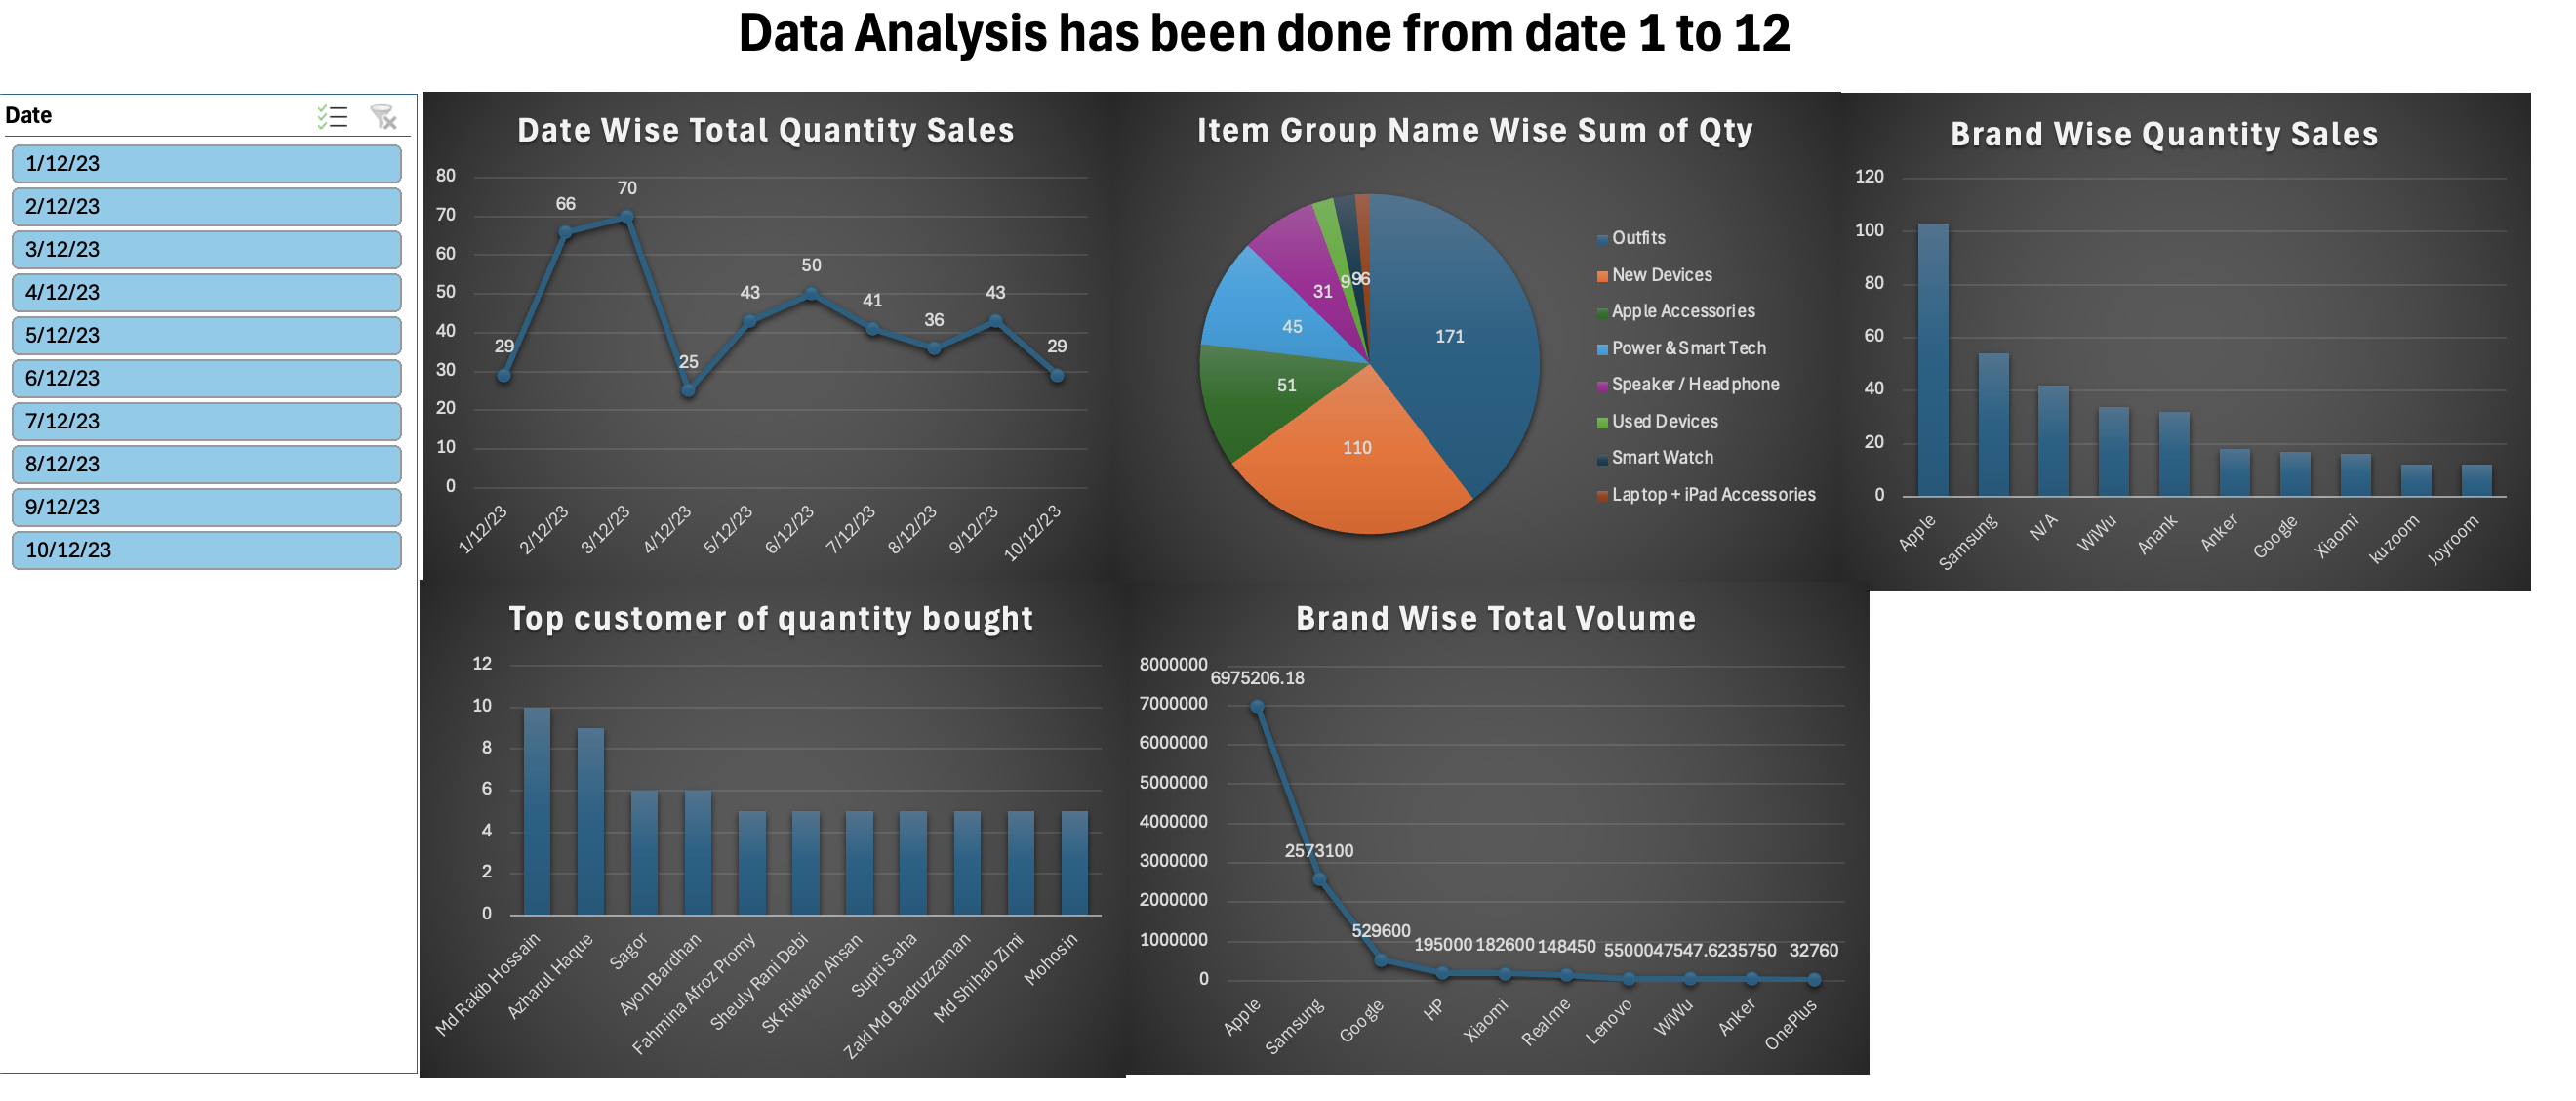 Data Analysis has been done from date 1 to 12
Date
1/12/23
2/12/23
3/12/23
4/12/23
5/12/23
6/12/23
7/12/23
8/12/23
9/12/23
10/12/23
Date Wise Total Quantity Sales
80
70
60
50
40
30
20
10
0
29
66
70
25
43
50
41
36
43
29
1/12/23
2/12/23
3/12/23
4/12/23
5/12/23
6/12/23
7/12/23
8/12/23
9/12/23
10/12/23
Item Group Name Wise Sum of Qty
171
110
51
45
31
9
9
6
Outfits
New Devices
Apple Accessories
Power & Smart Tech
Speaker / Headphone
Used Devices
Smart Watch
Laptop + iPad Accessories
Brand Wise Quantity Sales
120
100
80
60
40
20
0
Apple
Samsung
N/A
WiWu
Anank
Anker
Google
Xiaomi
kuzoom
Joyroom
Top customer of quantity bought
12
10
8
6
4
2
0
Md Rakib Hossain
Azharul Haque
Sagor
Ayon Bardhan
Fahmina Afroz Promy
Sheuly Rani Debi
SK Ridwan Ahsan
Supti Saha
Zaki Md Badruzzaman
Md Shihab Zimi
Mohosin
Brand Wise Total Volume
8000000
7000000
6000000
5000000
4000000
3000000
2000000
1000000
0
6975206.18
2573100
529600
195000
182600
148450
55000
47547.62
35750
32760
Apple
Samsung
Google
HP
Xiaomi
Realme
Lenovo
WiWu
Anker
OnePlus